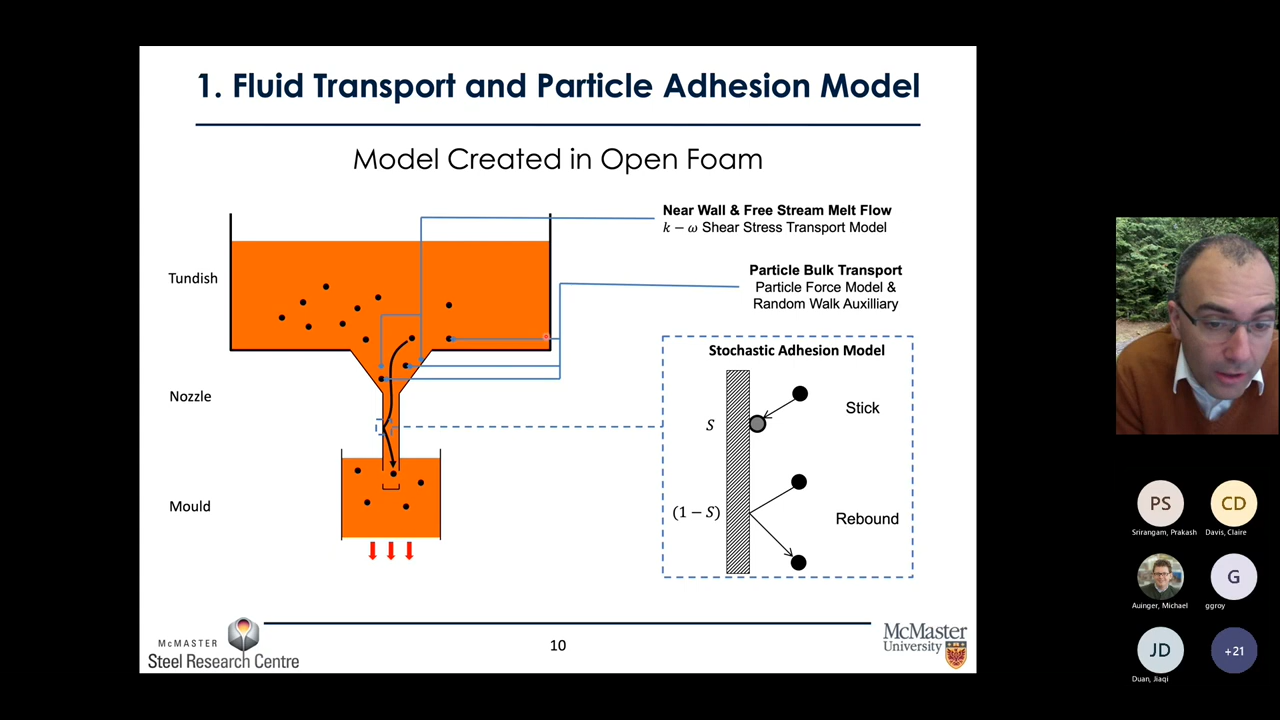 1. Fluid Transport and Particle Adhesion Model
Model Created in Open Foam
Near Wall & Free Stream Melt Flow
k − ω Shear Stress Transport Model
Particle Bulk Transport
Particle Force Model &
Random Walk Auxilliary
Tundish
Nozzle
Mould
Stochastic Adhesion Model
S
Stick
(1 − S)
Rebound
McMASTER
Steel Research Centre
10
McMaster
University
PS
Srirangam, Prakash
CD
Davis, Claire
Auinger, Michael
G
ggroy
JD
Duan, Jiaqi
+21